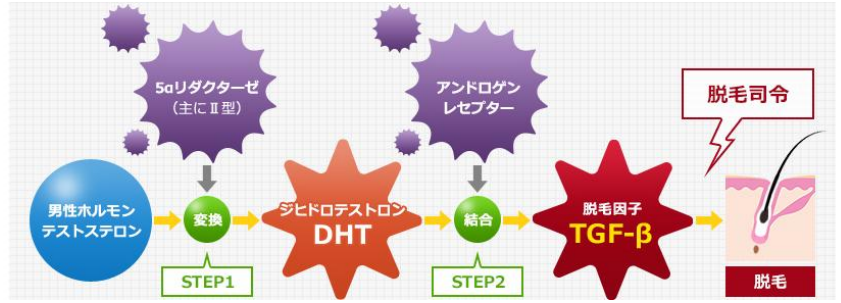 5αリダクターゼ
（主にⅡ型）
アンドロゲン
レセプター
脱毛司令
男性ホルモン
テストステロン
変換
ジヒドロテストロン
DHT
結合
脱毛因子
TGF-β
STEP1
STEP2
脱毛